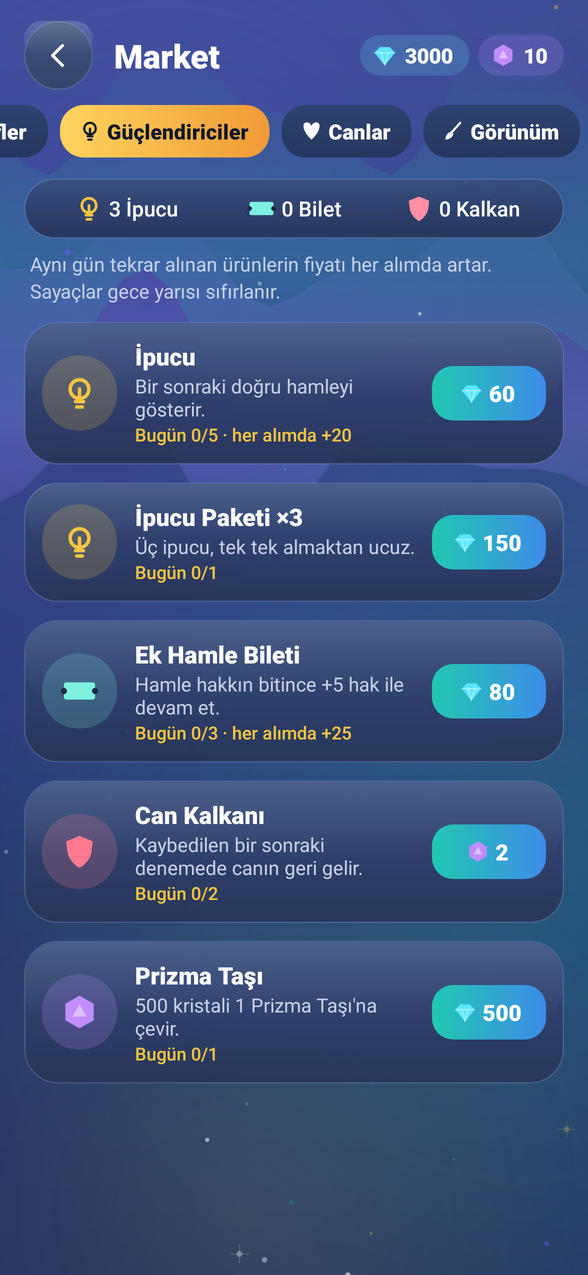 Market
3000
10
Güçlendiriciler
Canlar
Görünüm
3 İpucu
0 Bilet
0 Kalkan
Aynı gün tekrar alınan ürünlerin fiyatı her alımda artar.
Sayaçlar gece yarısı sıfırlanır.
İpucu
Bir sonraki doğru hamleyi
gösterir.
Bugün 0/5 · her alımda +20
60
İpucu Paketi ×3
Üç ipucu, tek tek almaktan ucuz.
Bugün 0/1
150
Ek Hamle Bileti
Hamle hakkın bitince +5 hak ile
devam et.
Bugün 0/3 · her alımda +25
80
Can Kalkanı
Kaybedilen bir sonraki
denemede canın geri gelir.
Bugün 0/2
2
Prizma Taşı
500 kristali 1 Prizma Taşı'na
çevir.
Bugün 0/1
500